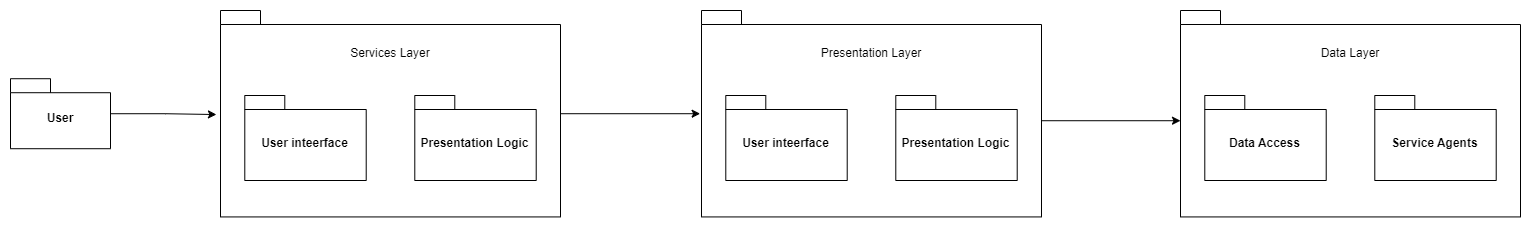 User
Services Layer
User inteerface
Presentation Logic
Presentation Layer
User inteerface
Presentation Logic
Data Layer
Data Access
Service Agents